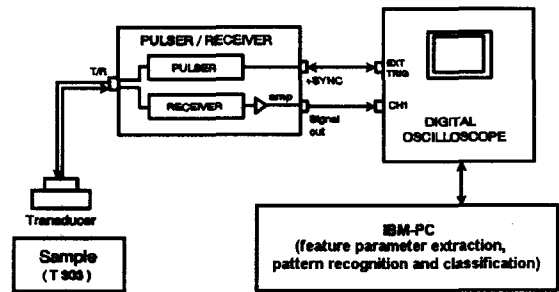 PULSER / RECEIVER
T/R
PULSER
RECEIVER
amp
+SYNC
Signal
out
EXT
TRIG
CH1
DIGITAL
OSCILLOSCOPE
Transducer
Sample
( T 303 )
IBM-PC
(feature parameter extraction,
pattern recognition and classification)